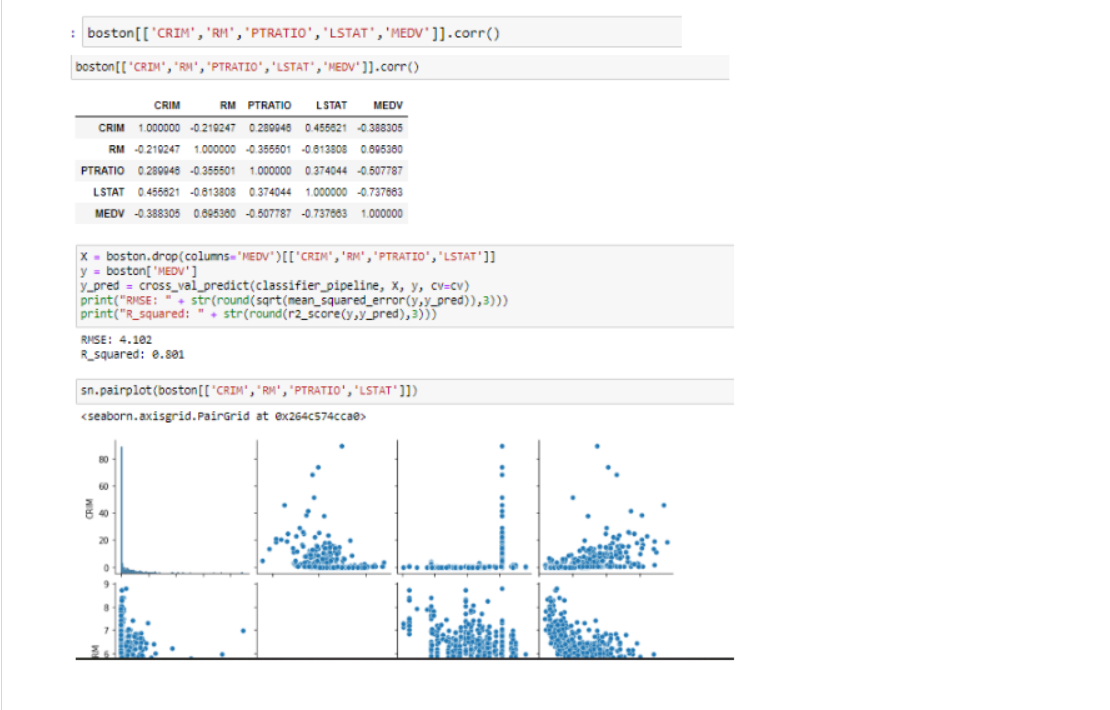 : boston[['CRIM','RM','PTRATIO','LSTAT','MEDV']].corr()
boston[['CRIM','RM','PTRATIO','LSTAT','MEDV']].corr()
CRIM RM PTRATIO LSTAT MEDV
CRIM 1.000000 -0.219247 0.289946 0.455621 -0.388305
RM -0.219247 1.000000 -0.355501 -0.613808 0.695360
PTRATIO 0.289946 -0.355501 1.000000 0.374044 -0.507787
LSTAT 0.455621 -0.613808 0.374044 1.000000 -0.737663
MEDV -0.388305 0.695360 -0.507787 -0.737663 1.000000
X = boston.drop(columns='MEDV')[['CRIM','RM','PTRATIO','LSTAT']]
y = boston['MEDV']
y_pred = cross_val_predict(classifier_pipeline, X, y, cv=cv)
print("RMSE: " + str(round(sqrt(mean_squared_error(y,y_pred)),3)))
print("R_squared: " + str(round(r2_score(y,y_pred),3)))
RMSE: 4.102
R_squared: 0.801
sn.pairplot(boston[['CRIM','RM','PTRATIO','LSTAT']])
<seaborn.axisgrid.PairGrid at 0x264c574cca0>
80
60
CRIM
40
20
0
9
8
7
RM
6